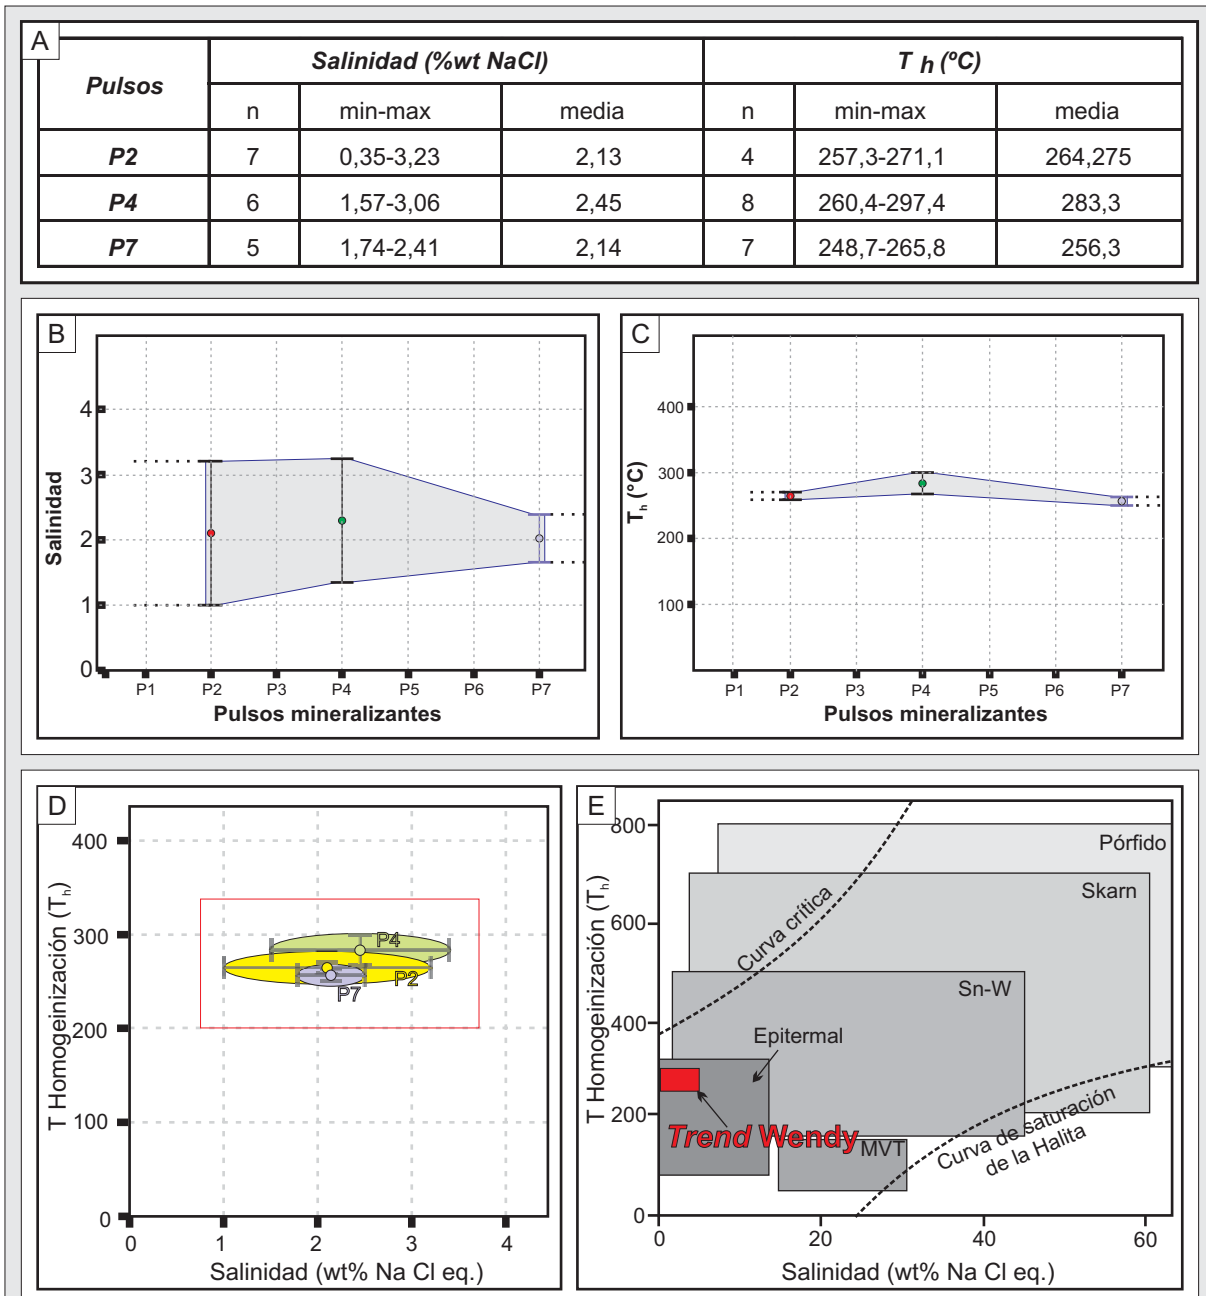 A
Pulsos Salinidad (%wt NaCl) T h (ºC)
n min-max media n min-max media
P2 7 0,35-3,23 2,13 4 257,3-271,1 264,275
P4 6 1,57-3,06 2,45 8 260,4-297,4 283,3
P7 5 1,74-2,41 2,14 7 248,7-265,8 256,3
B
Salinidad
4
3
2
1
0
P1 P2 P3 P4 P5 P6 P7
Pulsos mineralizantes
C
Th (°C)
400
300
200
100
P1 P2 P3 P4 P5 P6 P7
Pulsos mineralizantes
D
T Homogeinización (Th)
400
300
200
100
0
P4
P2
P7
0 1 2 3 4
Salinidad (wt% Na Cl eq.)
E
T Homogeinización (Th)
800
600
400
200
0
Pórfido
Skarn
Curva crítica
Sn-W
Epitermal
Trend Wendy
MVT
Curva de saturación
de la Halita
0 20 40 60
Salinidad (wt% Na Cl eq.)